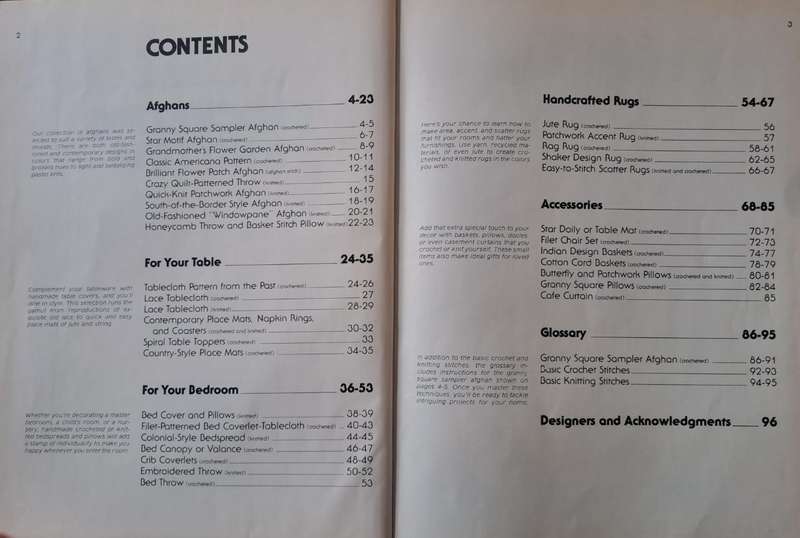 2
CONTENTS
Our collection of afghans was se-
lected to suit a variety of tastes and
moods. There are both old-fash-
ioned and contemporary designs in
colors that range from bold and
profuse hues to light and
pastel knits.
Afghans 4-23
Granny Square Sampler Afghan (crocheted) 4-5
Star Motif Afghan (crocheted) 6-7
Grandmother's Flower Garden Afghan (crocheted) 8-9
Classic Americana Pattern (crocheted) 10-11
Brilliant Flower Patch Afghan (afghan stitch) 12-14
Crazy Quilt-Patterned Throw (knitted) 15
Quick-Knit Patchwork Afghan (knitted) 16-17
South-of-the-Border Style Afghan (knitted) 18-19
Old-Fashioned "Windowpane" Afghan (knitted) 20-21
Honeycomb Throw and Basket Stitch Pillow (knitted) 22-23
Complement your tableware with
handmade table covers, and you'll
dine in style. This selection runs the
gamut from reproductions of ex-
quisite old lace to quick and easy
place mats of jute and string.
For Your Table 24-35
Tablecloth Pattern from the Past (crocheted) 24-26
Lace Tablecloth (crocheted) 27
Lace Tablecloth (knitted) 28-29
Contemporary Place Mats, Napkin Rings,
and Coasters (crocheted and knitted) 30-32
Spiral Table Toppers (crocheted) 33
Country-Style Place Mats (crocheted) 34-35
Whether you're decorating a master
bedroom, a child's room, or a nur-
sery, handmade crocheted or knit-
ted bedspreads and pillows will add
a stamp of individuality to make you
happy whenever you enter the room.
For Your Bedroom 36-53
Bed Cover and Pillows (knitted) 38-39
Filet-Patterned Bed Coverlet-Tablecloth (crocheted) 40-43
Colonial-Style Bedspread (knitted) 44-45
Bed Canopy or Valance (crocheted) 46-47
Crib Coverlets (crocheted) 48-49
Embroidered Throw (knitted) 50-52
Bed Throw (crocheted) 53
3
Here's your chance to learn how to
make area, accent, and scatter rugs
that fit your rooms and flatter your
furnishings. Use yarn, recycled ma-
terials, or even jute to create cro-
cheted and knitted rugs in the colors
you wish.
Handcrafted Rugs 54-67
Jute Rug (crocheted) 56
Patchwork Accent Rug (knitted) 57
Rag Rug (crocheted) 58-61
Shaker Design Rug (crocheted) 62-65
Easy-to-Stitch Scatter Rugs (knitted and crocheted) 66-67
Add that extra special touch to your
decor with baskets, pillows, doilies,
or even casement curtains that you
crochet or knit yourself. These small
items also make ideal gifts for loved
ones.
Accessories 68-85
Star Doily or Table Mat (crocheted) 70-71
Filet Chair Set (crocheted) 72-73
Indian Design Baskets (crocheted) 74-77
Cotton Cord Baskets (crocheted) 78-79
Butterfly and Patchwork Pillows (crocheted and knitted) 80-81
Granny Square Pillows (crocheted) 82-84
Cafe Curtain (crocheted) 85
In addition to the basic crochet and
knitting stitches, the glossary in-
cludes instructions for the granny
square sampler afghan shown on
pages 4-5. Once you master these
techniques, you'll be ready to tackle
intriguing projects for your home.
Glossary 86-95
Granny Square Sampler Afghan (crocheted) 86-91
Basic Crochet Stitches 92-93
Basic Knitting Stitches 94-95
Designers and Acknowledgments 96